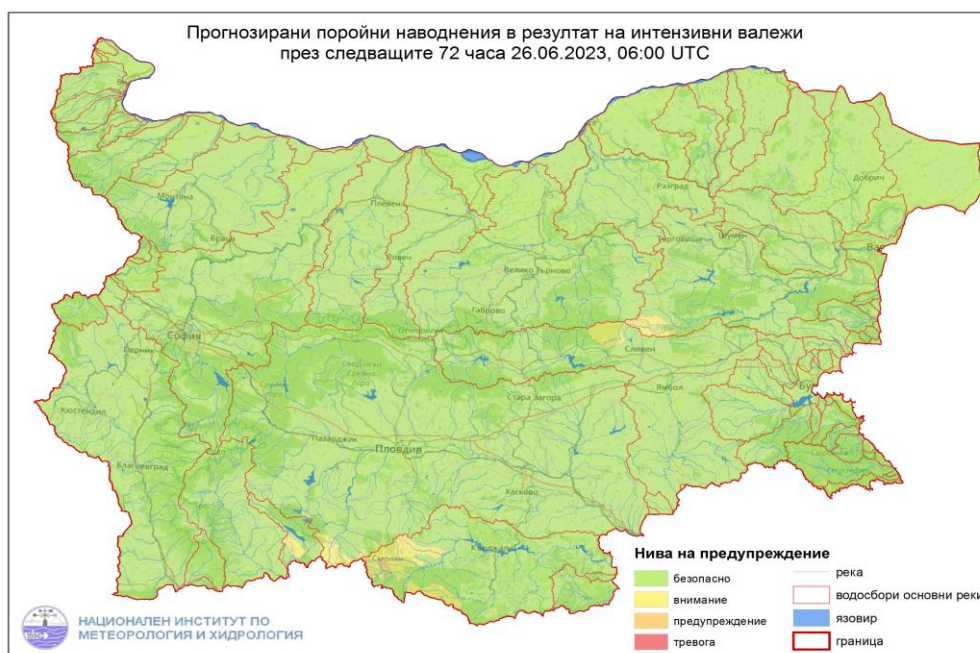 Прогнозирани поройни наводнения в резултат на интензивни валежи
през следващите 72 часа 26.06.2023, 06:00 UTC
Монтана
Враца
Плевен
Ловеч
Разград
Добрич
Търговище
Шумен
Велико Търново
Габрово
София
Перник
Сливен
Ямбол
Стара Загора
Кюстендил
Пазарджик
Пловдив
Благоевград
Хасково
Смолян
Нива на предупреждение
безопасно
внимание
предупреждение
тревога
река
водосбори основни реки
язовир
граница
НАЦИОНАЛЕН ИНСТИТУТ ПО
МЕТЕОРОЛОГИЯ И ХИДРОЛОГИЯ